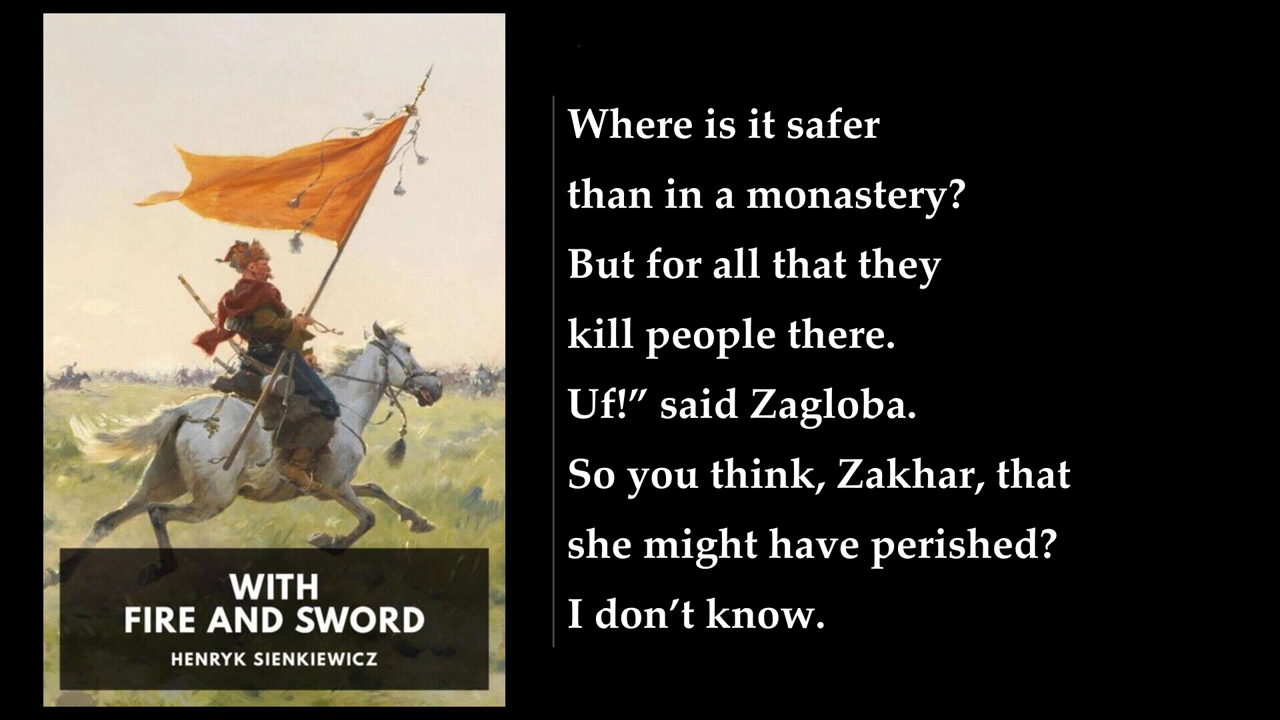 WITH
FIRE AND SWORD
HENRYK SIENKIEWICZ
Where is it safer
than in a monastery?
But for all that they
kill people there.
Uf!” said Zagloba.
So you think, Zakhar, that
she might have perished?
I don’t know.